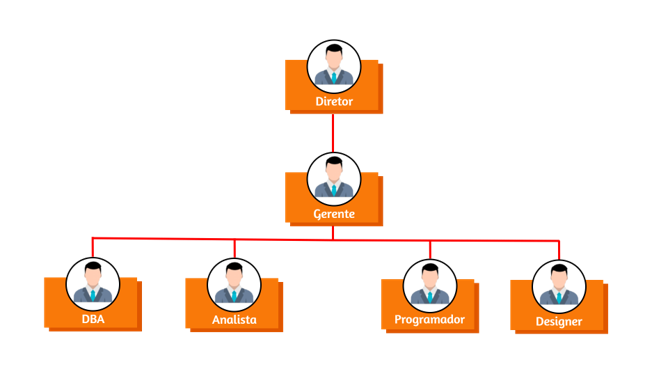 Diretor
Gerente
DBA
Analista
Programador
Designer